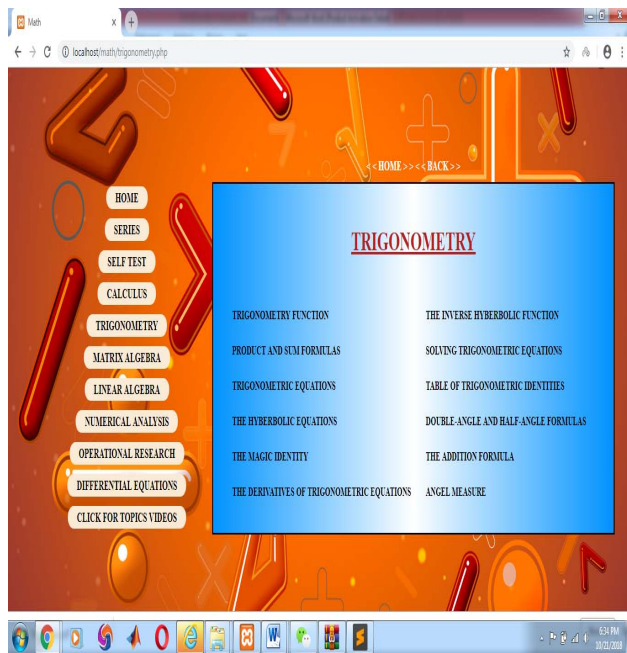 Math
localhost/math/trigonometry.php
<<HOME>><<BACK>>
HOME
SERIES
SELF TEST
CALCULUS
TRIGONOMETRY
MATRIX ALGEBRA
LINEAR ALGEBRA
NUMERICAL ANALYSIS
OPERATIONAL RESEARCH
DIFFERENTIAL EQUATIONS
CLICK FOR TOPICS VIDEOS
TRIGONOMETRY
TRIGONOMETRY FUNCTION
PRODUCT AND SUM FORMULAS
TRIGONOMETRIC EQUATIONS
THE HYBERBOLIC EQUATIONS
THE MAGIC IDENTITY
THE DERIVATIVES OF TRIGONOMETRIC EQUATIONS
THE INVERSE HYBERBOLIC FUNCTION
SOLVING TRIGONOMETRIC EQUATIONS
TABLE OF TRIGONOMETRIC IDENTITIES
DOUBLE-ANGLE AND HALF-ANGLE FORMULAS
THE ADDITION FORMULA
ANGEL MEASURE
6:34 PM
10/21/2018